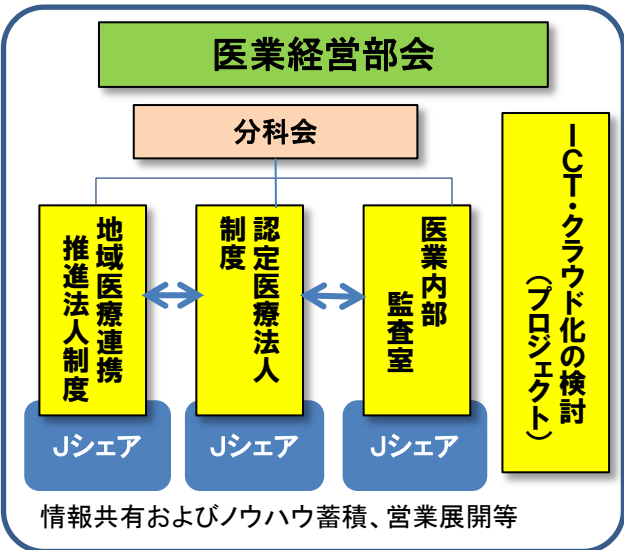 医業経営部会
分科会
地域医療連携
推進法人制度
認定医療法人
制度
医業内部
監査室
ICT・クラウド化の検討
(プロジェクト)
Jシェア
Jシェア
Jシェア
情報共有およびノウハウ蓄積、営業展開等